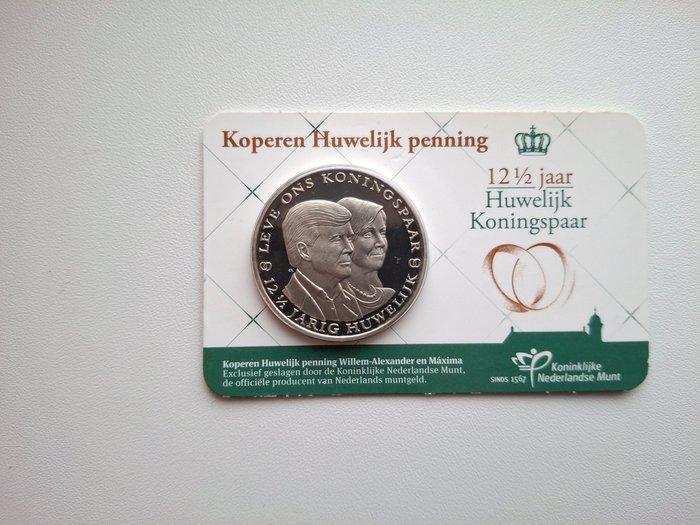 Koperen Huwelijk penning
12 ½ jaar
Huwelijk
Koningspaar
LEVE ONS KONINGSPAAR
12 ½ JARIG HUWELIJK
Koperen Huwelijk penning Willem-Alexander en Máxima
Exclusief geslagen door de Koninklijke Nederlandse Munt,
de officiële producent van Nederlands muntgeld.
SINDS 1567
Koninklijke
Nederlandse Munt